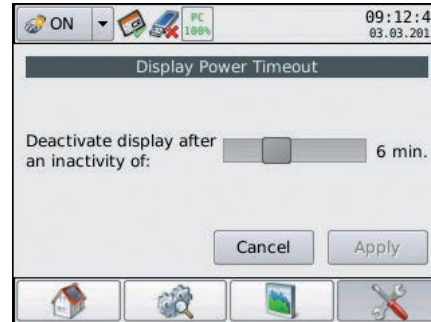 ON
PC
100%
09:12:4
03.03.201
Display Power Timeout
Deactivate display after
an inactivity of:
6 min.
Cancel
Apply